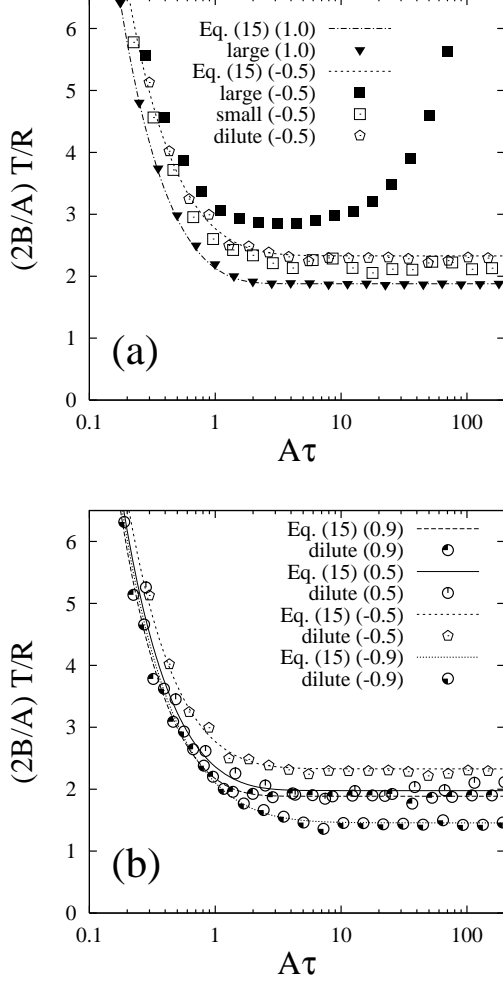 Eq. (15) (1.0)
large (1.0)
Eq. (15) (-0.5)
large (-0.5)
small (-0.5)
dilute (-0.5)
6
5
4
3
2
1
0
(2B/A) T/R
(a)
0.1
1
10
100
Aτ
Eq. (15) (0.9)
dilute (0.9)
Eq. (15) (0.5)
dilute (0.5)
Eq. (15) (-0.5)
dilute (-0.5)
Eq. (15) (-0.9)
dilute (-0.9)
6
5
4
3
2
1
0
(2B/A) T/R
(b)
0.1
1
10
100
Aτ